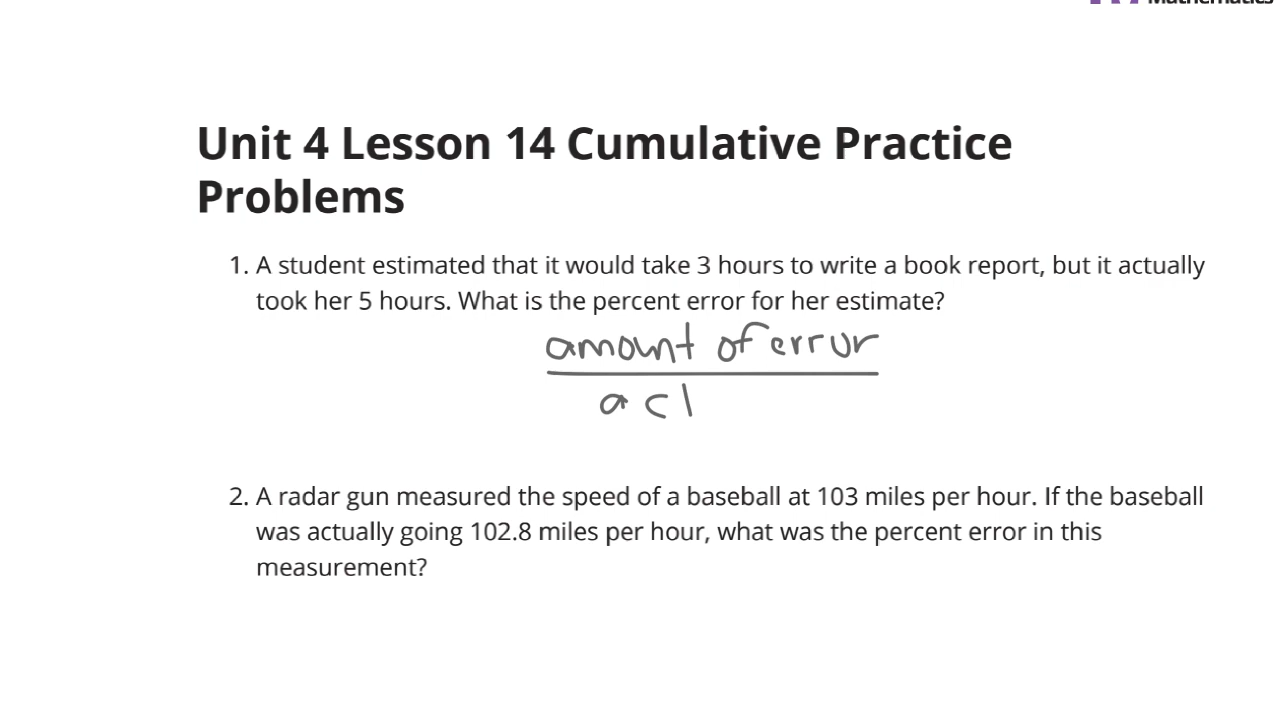 Mathematics
Unit 4 Lesson 14 Cumulative Practice
Problems
1. A student estimated that it would take 3 hours to write a book report, but it actually
took her 5 hours. What is the percent error for her estimate?
amount of error
act
2. A radar gun measured the speed of a baseball at 103 miles per hour. If the baseball
was actually going 102.8 miles per hour, what was the percent error in this
measurement?